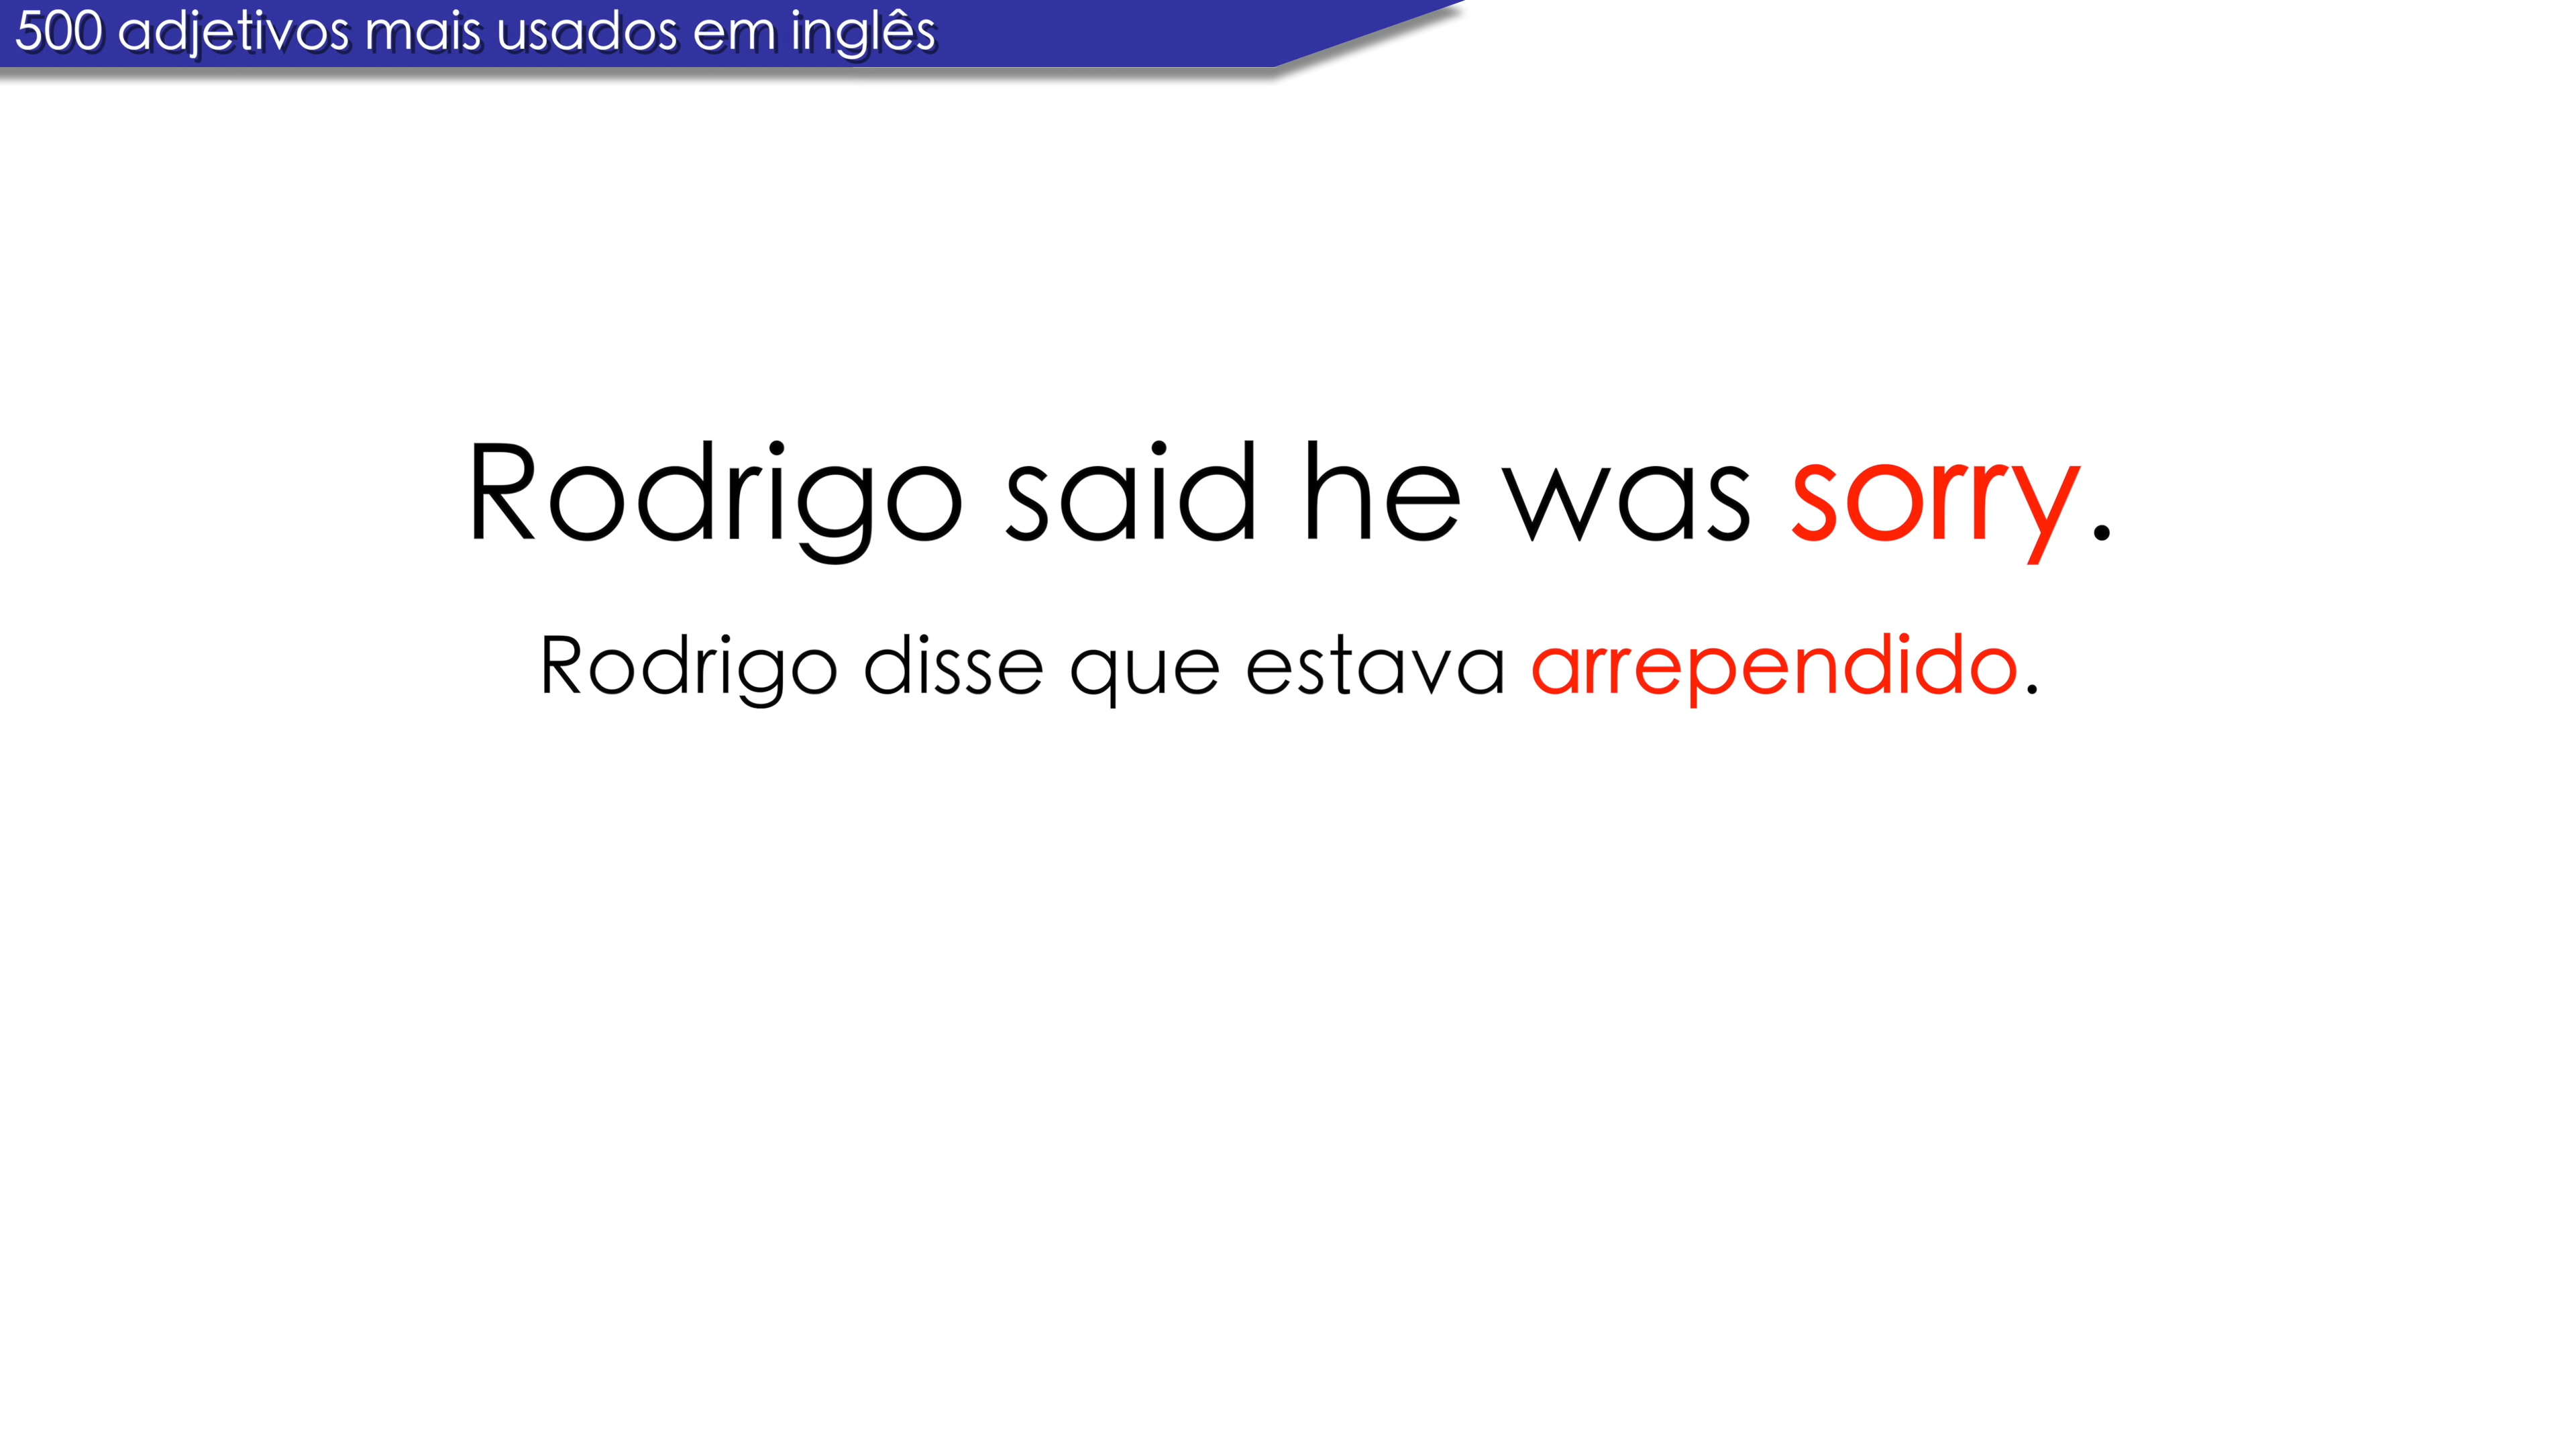 500 adjetivos mais usados em inglês
Rodrigo said he was sorry.
Rodrigo disse que estava arrependido.